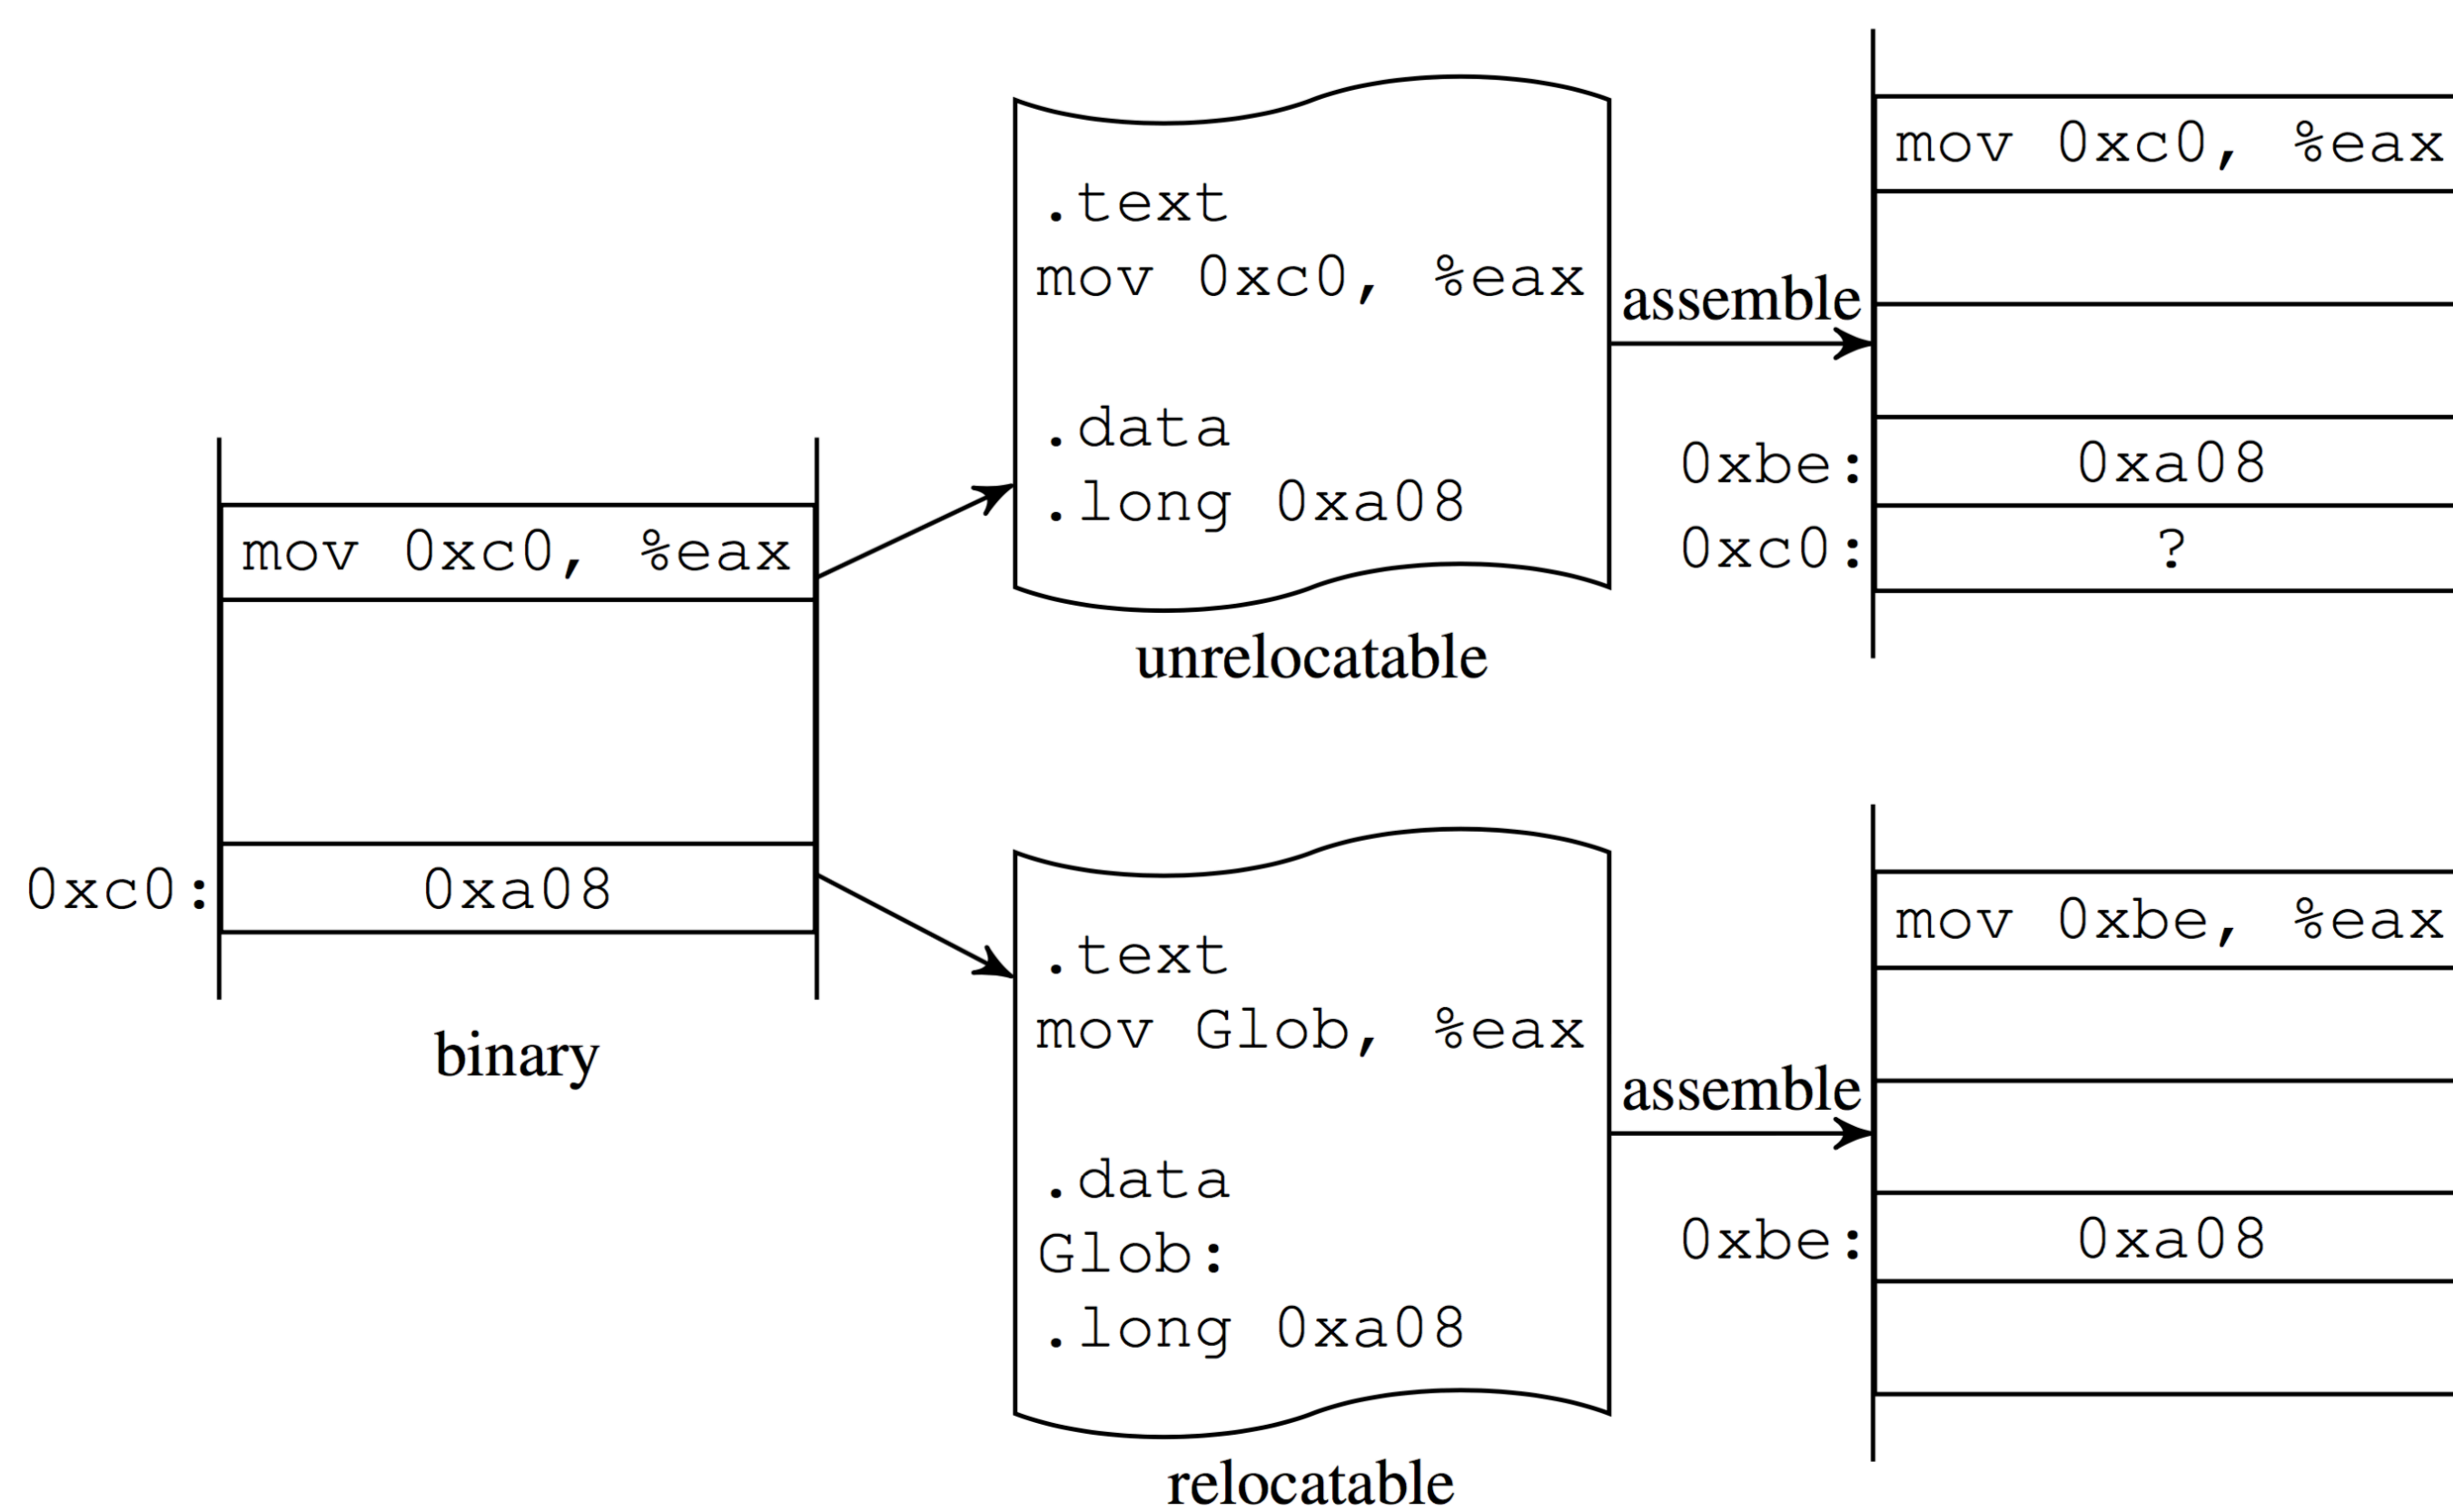 mov 0xc0, %eax
0xc0: 0xa08
binary
.text
mov 0xc0, %eax
.data
.long 0xa08
unrelocatable
assemble
mov 0xc0, %eax
0xbe: 0xa08
0xc0: ?
.text
mov Glob, %eax
.data
Glob:
.long 0xa08
relocatable
assemble
mov 0xbe, %eax
0xbe: 0xa08